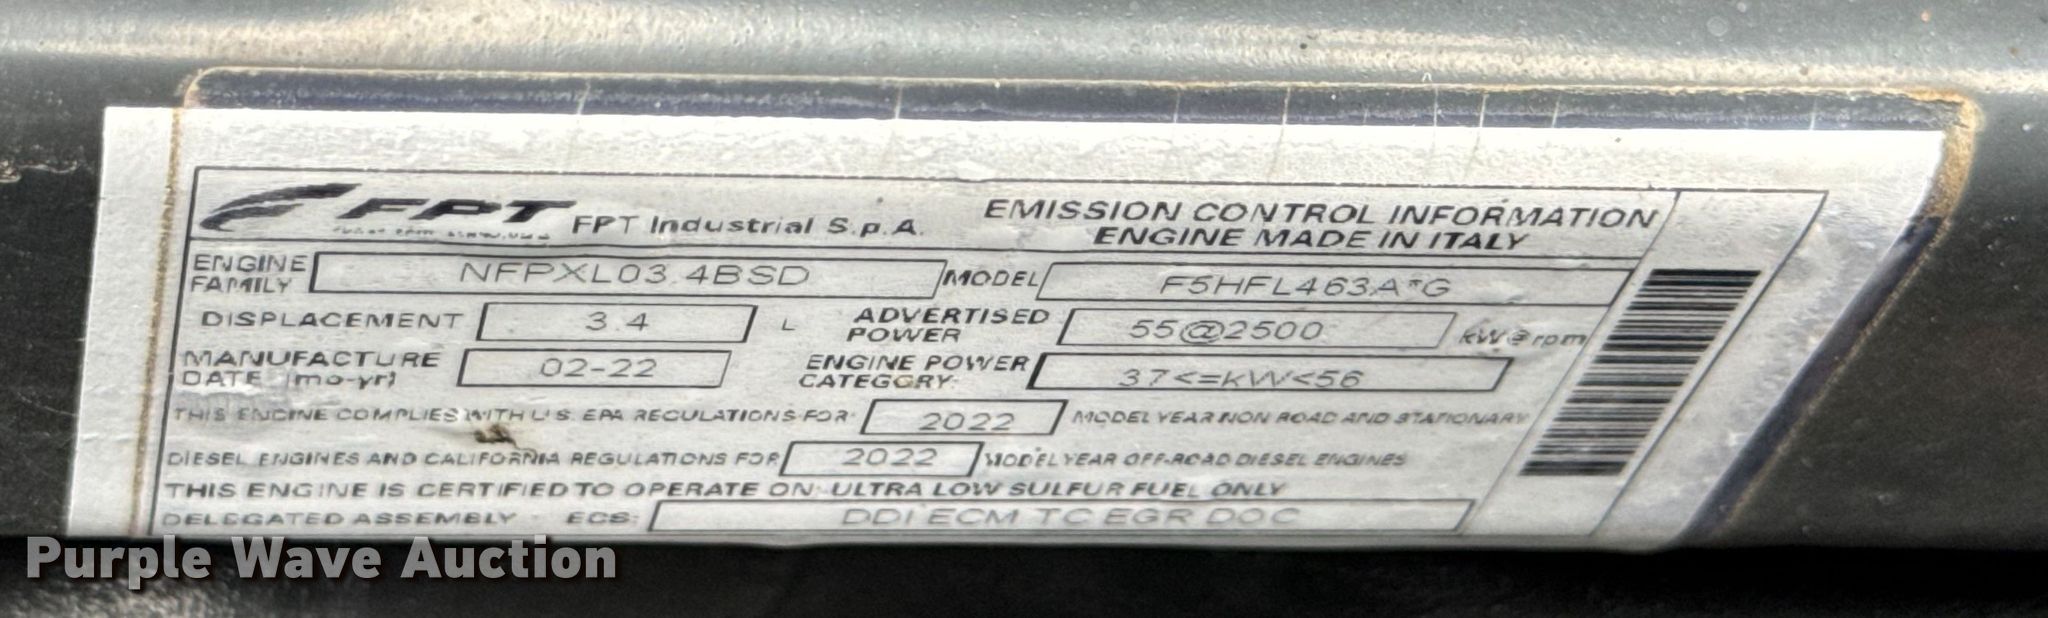 FPT FPT Industrial S.p.A. EMISSION CONTROL INFORMATION
ENGINE MADE IN ITALY
ENGINE FAMILY NFPXL03.4BSD MODEL F5HFL463A*G
DISPLACEMENT 3.4 L ADVERTISED POWER 55@2500 kW@rpm
MANUFACTURE DATE (mo-yr) 02-22 ENGINE POWER CATEGORY: 37<=kW<56
THIS ENGINE COMPLIES WITH U.S. EPA REGULATIONS FOR 2022 MODEL YEAR NON ROAD AND STATIONARY
DIESEL ENGINES AND CALIFORNIA REGULATIONS FOR 2022 MODEL YEAR OFF-ROAD DIESEL ENGINES
THIS ENGINE IS CERTIFIED TO OPERATE ON ULTRA LOW SULFUR FUEL ONLY
DELEGATED ASSEMBLY ECS: DDI ECM TC EGR DOC
Purple Wave Auction